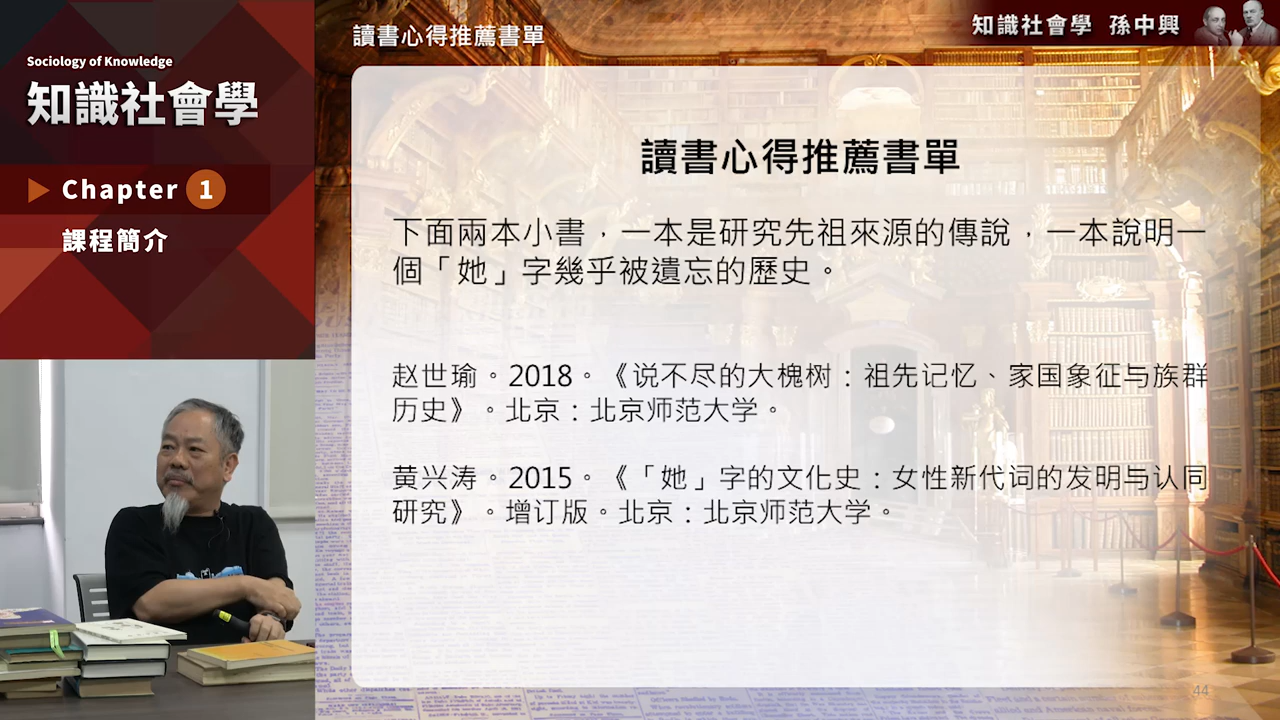 Sociology of Knowledge
知識社會學
Chapter 1
課程簡介
讀書心得推薦書單
知識社會學 孫中興
讀書心得推薦書單
下面兩本小書，一本是研究先祖來源的傳說，一本說明一
個「她」字幾乎被遺忘的歷史。
赵世瑜。2018。《说不尽的大槐树：祖先记忆、家国象征与族群
历史》。北京：北京师范大学。
黄兴涛。2015。《「她」字的文化史：女性新代词的发明与认同
研究》。增订版。北京：北京师范大学。
44